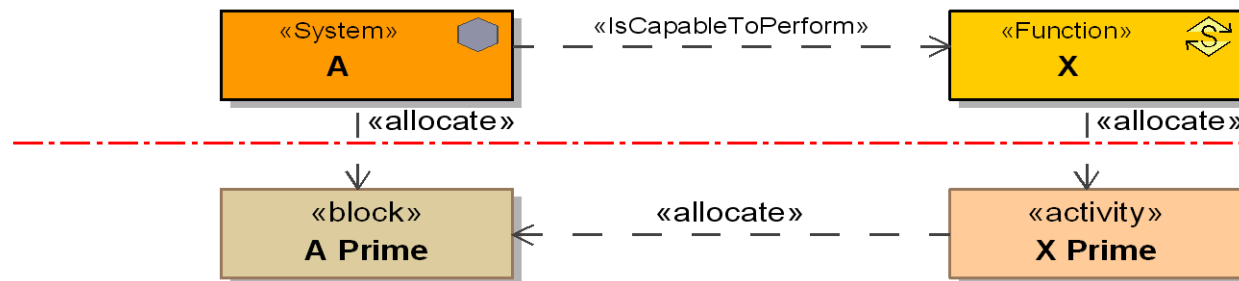 «System»
A
«IsCapableToPerform»
«Function»
S
X
«allocate»
«allocate»
«block»
A Prime
«allocate»
«activity»
X Prime